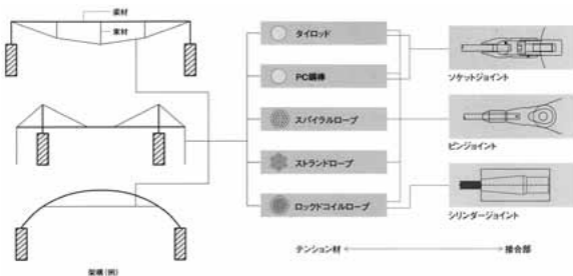 梁材
束材
架構(例)
タイロッド
PC鋼棒
スパイラルロープ
ストランドロープ
ロックドコイルロープ
テンション材
接合部
ソケットジョイント
ピンジョイント
シリンダージョイント